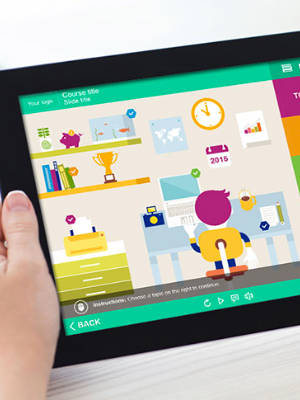 Your logo
Course title
Slide title
2015
Instructions: Choose a topic on the right to continue.
BACK